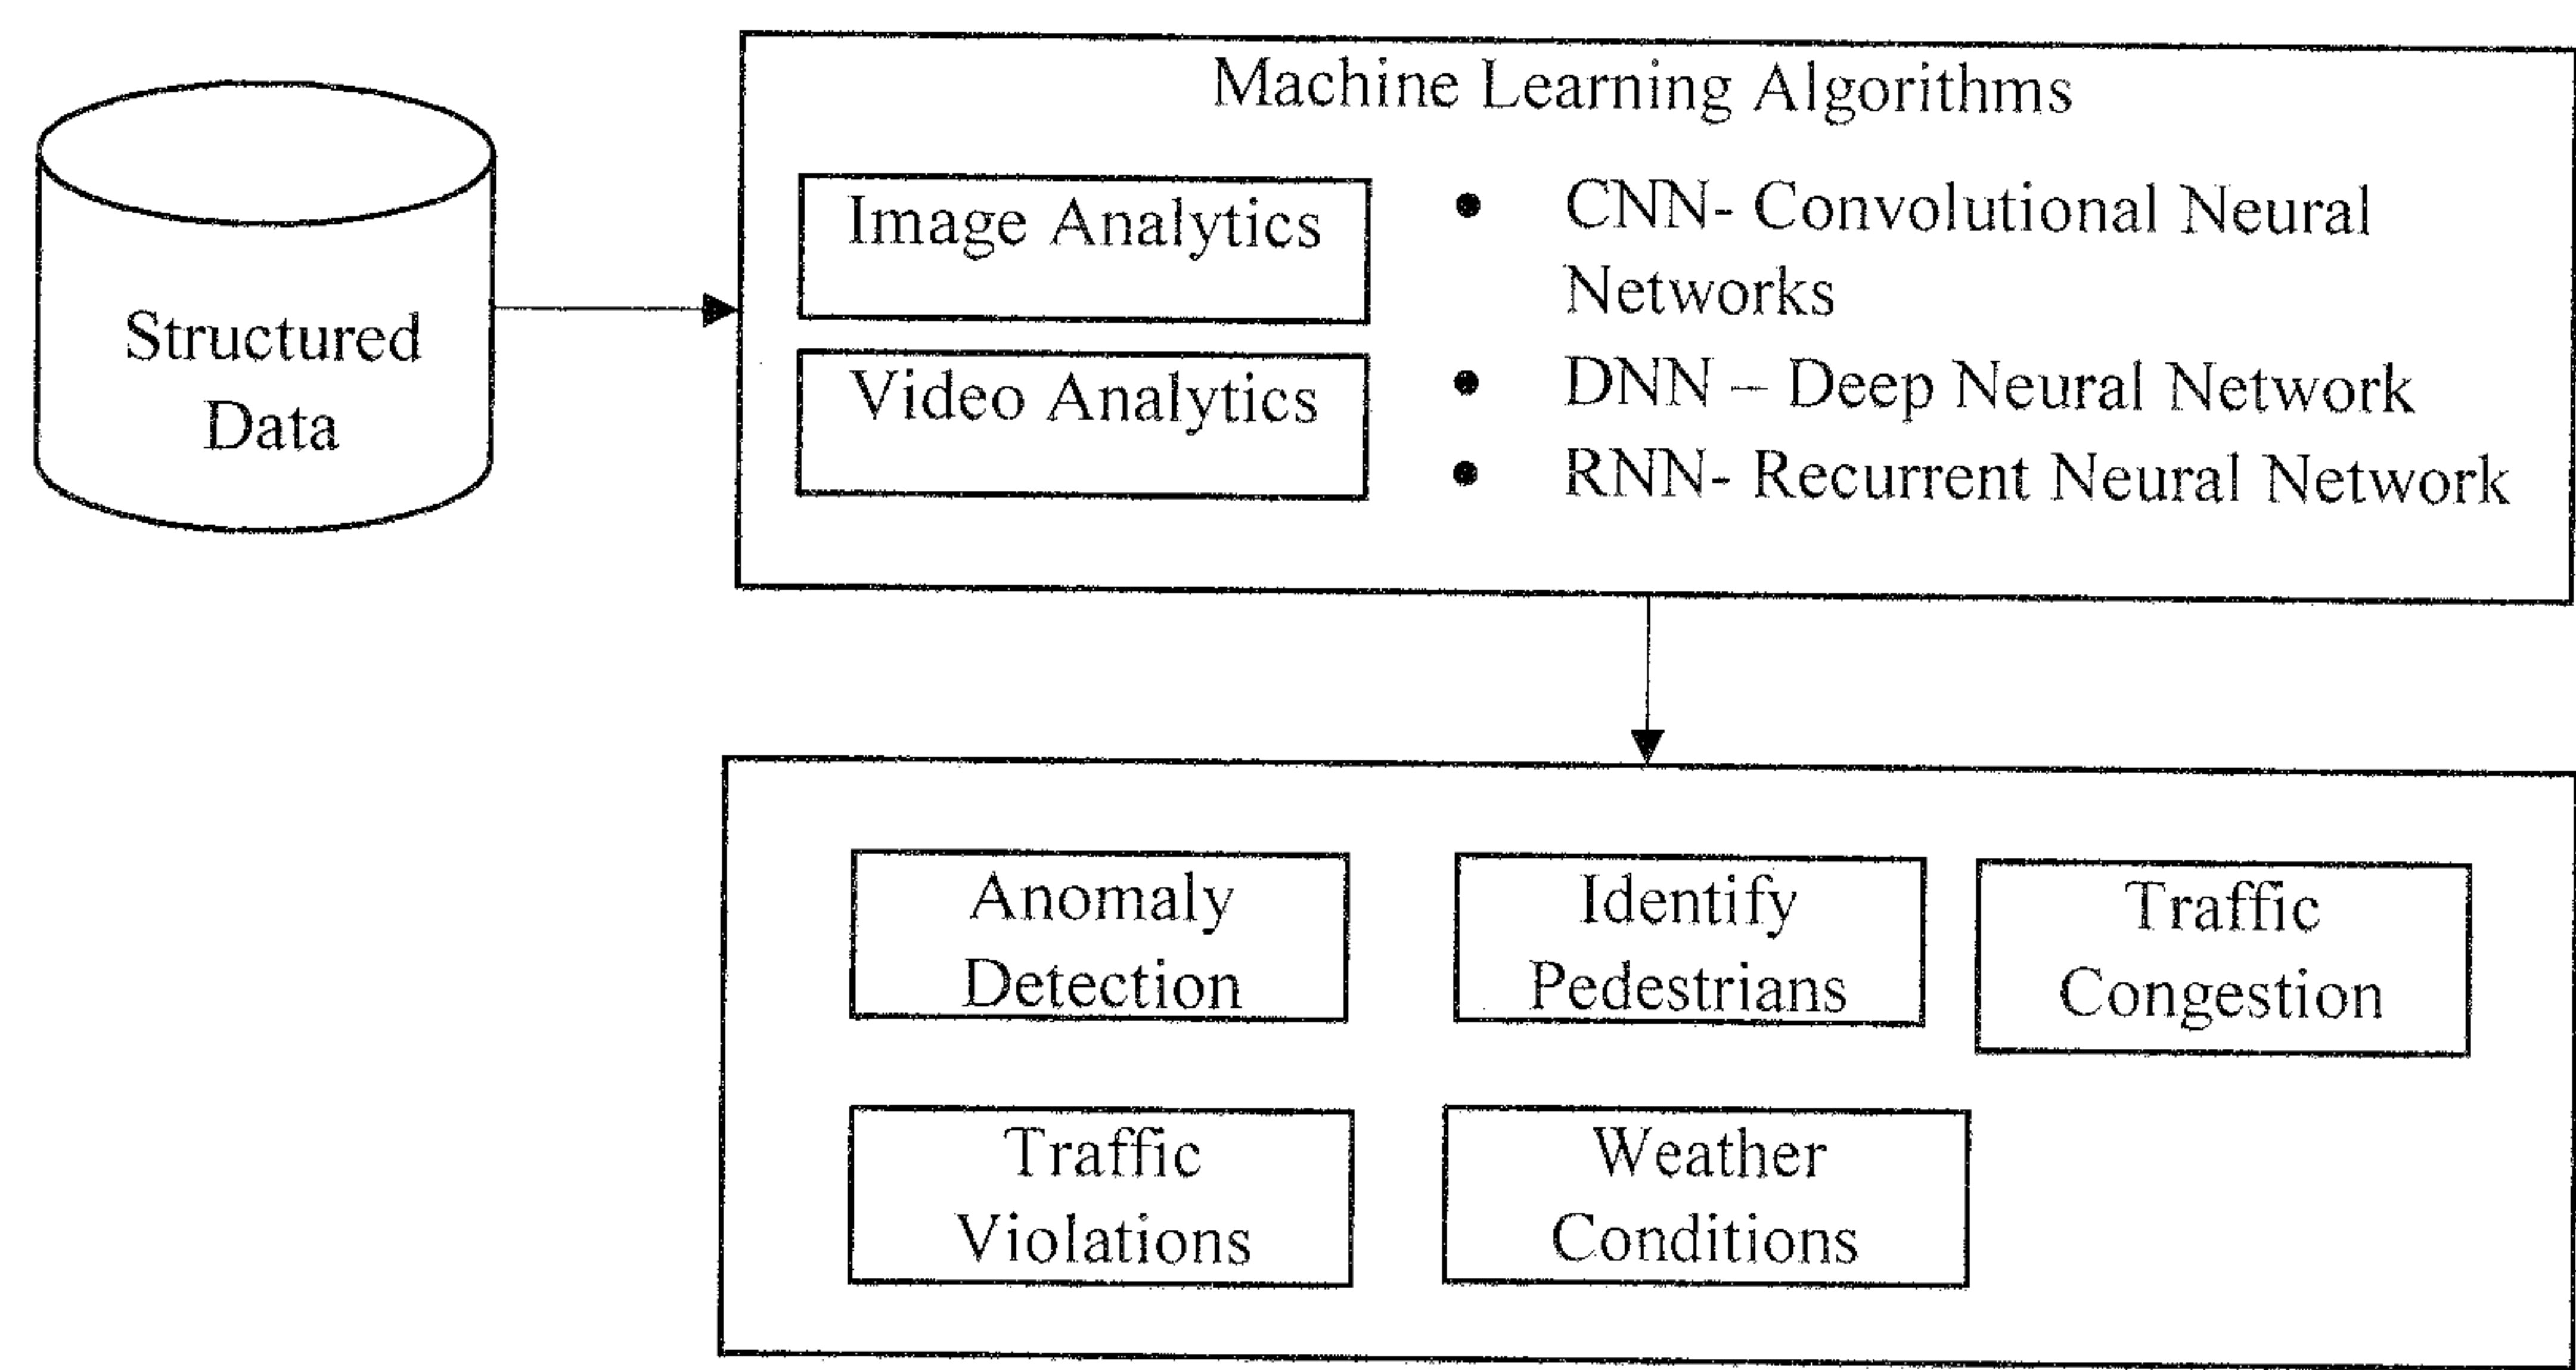 Structured
Data
Machine Learning Algorithms
Image Analytics
Video Analytics
• CNN- Convolutional Neural
Networks
• DNN – Deep Neural Network
• RNN- Recurrent Neural Network
Anomaly
Detection
Identify
Pedestrians
Traffic
Congestion
Traffic
Violations
Weather
Conditions